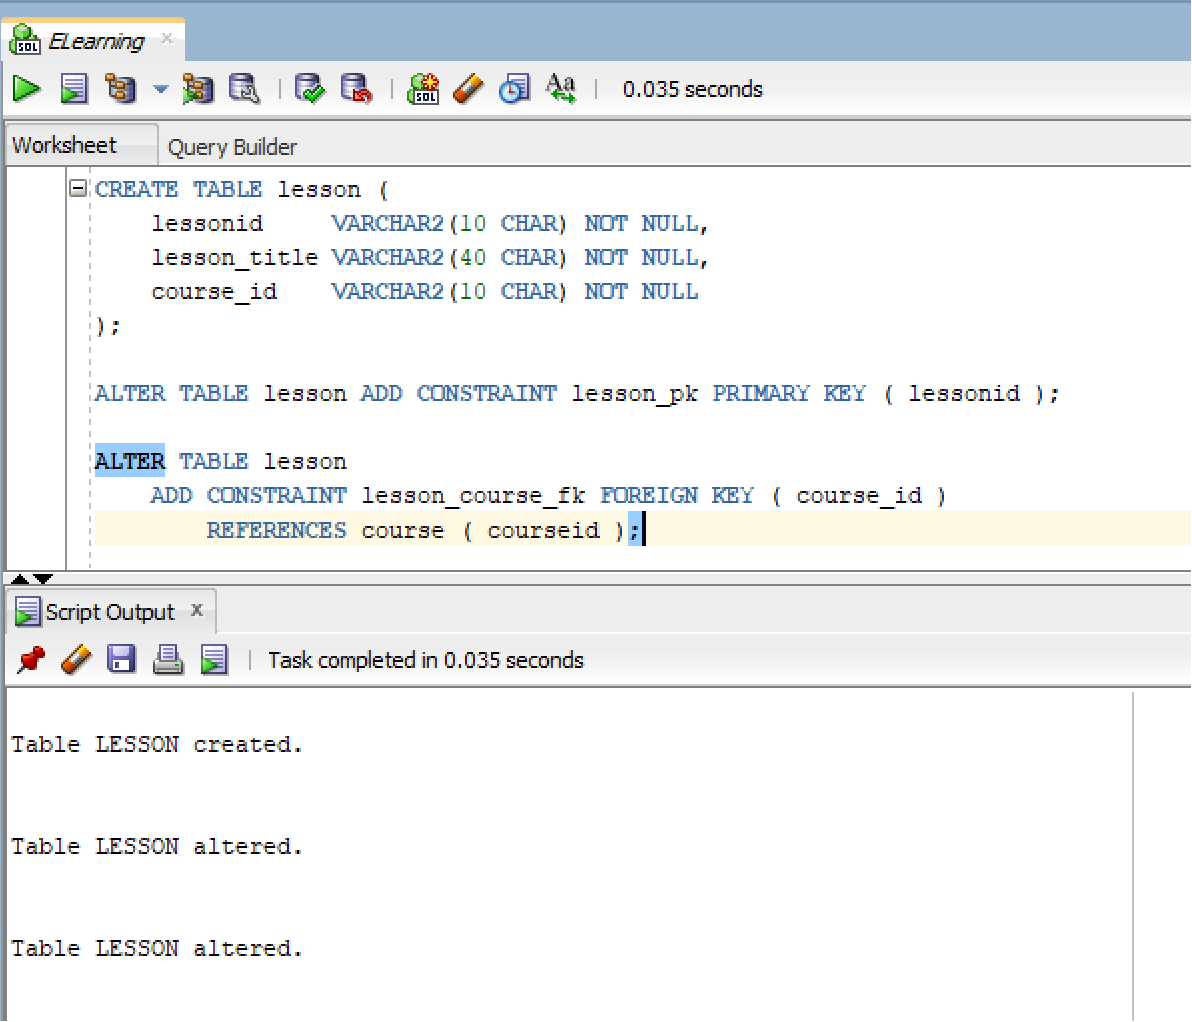 ELearning
0.035 seconds
Worksheet
Query Builder
CREATE TABLE lesson (
    lessonid     VARCHAR2(10 CHAR) NOT NULL,
    lesson_title VARCHAR2(40 CHAR) NOT NULL,
    course_id    VARCHAR2(10 CHAR) NOT NULL
);
ALTER TABLE lesson ADD CONSTRAINT lesson_pk PRIMARY KEY ( lessonid );
ALTER TABLE lesson
    ADD CONSTRAINT lesson_course_fk FOREIGN KEY ( course_id )
        REFERENCES course ( courseid );
Script Output x
Task completed in 0.035 seconds
Table LESSON created.
Table LESSON altered.
Table LESSON altered.